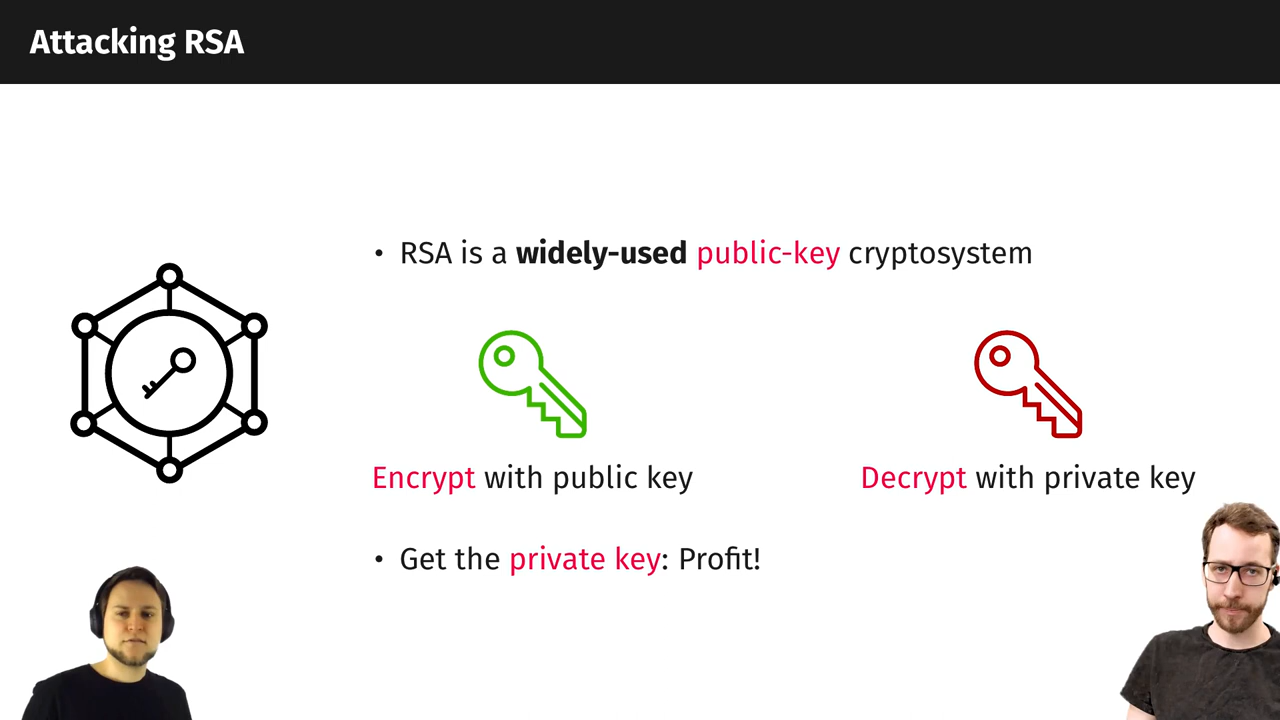 Attacking RSA
• RSA is a widely-used public-key cryptosystem
Encrypt with public key
Decrypt with private key
• Get the private key: Profit!